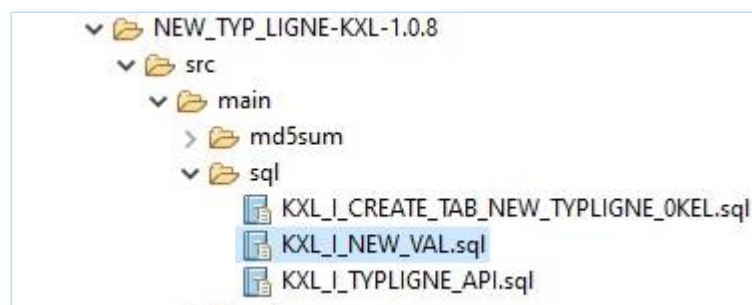 NEW_TYP_LIGNE-KXL-1.0.8
src
main
md5sum
sql
KXL_I_CREATE_TAB_NEW_TYPLIGNE_0KEL.sql
KXL_I_NEW_VAL.sql
KXL_I_TYPLIGNE_API.sql